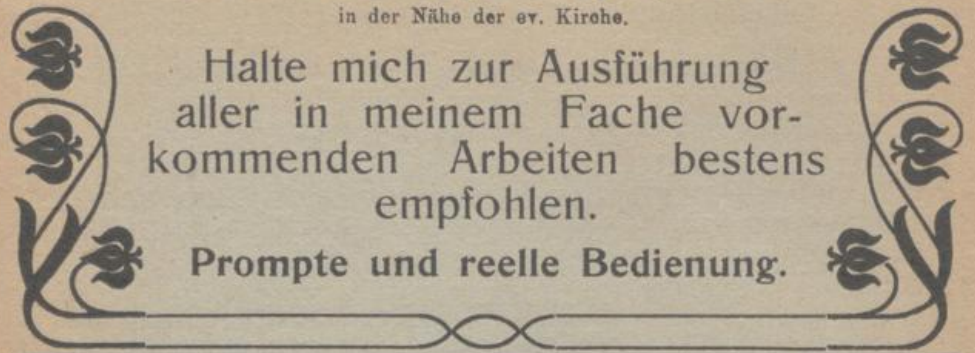 in der Nähe der ev. Kirche.
Halte mich zur Ausführung
aller in meinem Fache vor-
kommenden Arbeiten bestens
empfohlen.
Prompte und reelle Bedienung.